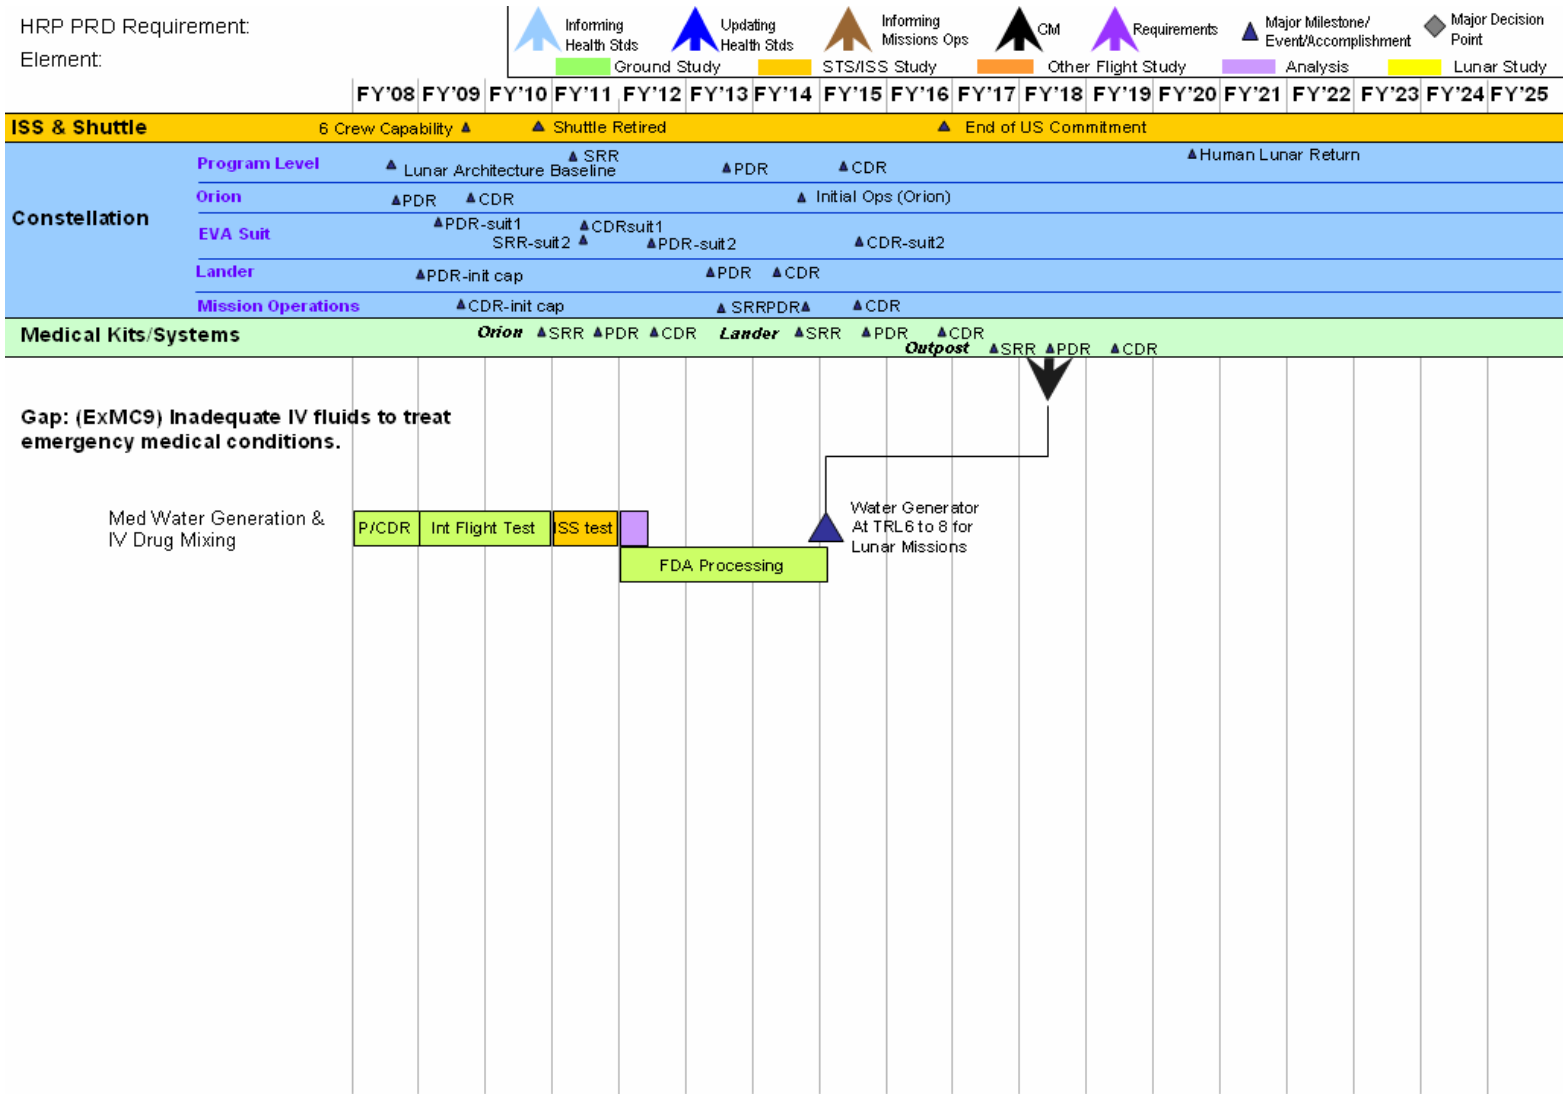 HRP PRD Requirement:
Element:
Informing
Health Stds
Updating
Health Stds
Informing
Missions Ops
CM
Requirements
Major Milestone/
Event/Accomplishment
Major Decision
Point
Ground Study
STS/ISS Study
Other Flight Study
Analysis
Lunar Study
FY'08 FY'09 FY'10 FY'11 FY'12 FY'13 FY'14 FY'15 FY'16 FY'17 FY'18 FY'19 FY'20 FY'21 FY'22 FY'23 FY'24 FY'25
ISS & Shuttle
6 Crew Capability
Shuttle Retired
End of US Commitment
Constellation
Program Level
Lunar Architecture Baseline
SRR
PDR
CDR
Human Lunar Return
Orion
PDR
CDR
Initial Ops (Orion)
EVA Suit
PDR-suit1
CDRsuit1
SRR-suit2
PDR-suit2
CDR-suit2
Lander
PDR-init cap
PDR
CDR
Mission Operations
CDR-init cap
SRRPDR
CDR
Medical Kits/Systems
Orion SRR PDR CDR
Lander SRR PDR CDR
Outpost SRR PDR CDR
Gap: (ExMC9) Inadequate IV fluids to treat
emergency medical conditions.
Med Water Generation &
IV Drug Mixing
P/CDR
Int Flight Test
ISS test
FDA Processing
Water Generator
At TRL6 to 8 for
Lunar Missions